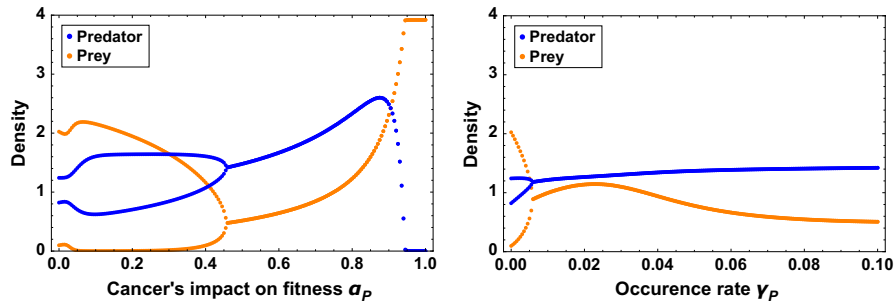 Predator
Prey
Density
4
3
2
1
0
0.0 0.2 0.4 0.6 0.8 1.0
Cancer's impact on fitness a_P
Predator
Prey
Density
4
3
2
1
0
0.00 0.02 0.04 0.06 0.08 0.10
Occurence rate γ_P